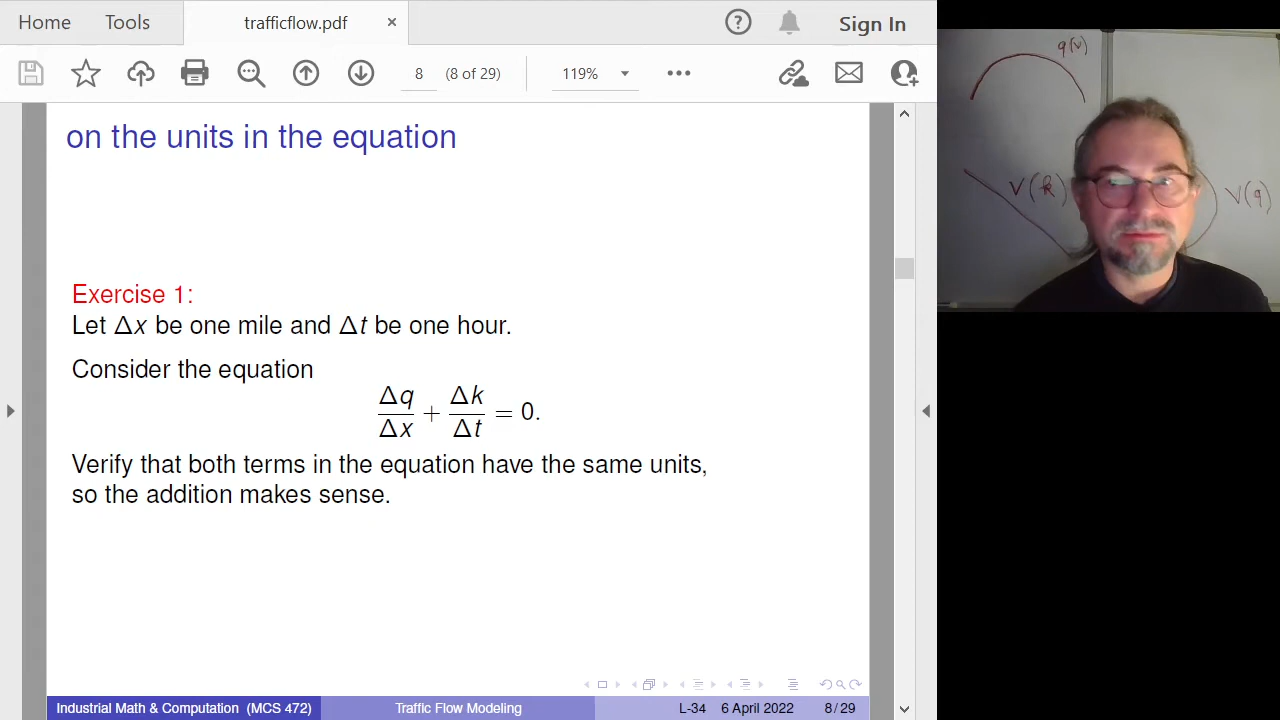 Home Tools trafficflow.pdf × Sign In
8 (8 of 29) 119%
on the units in the equation
Exercise 1:
Let Δx be one mile and Δt be one hour.
Consider the equation
Δq/Δx + Δk/Δt = 0.
Verify that both terms in the equation have the same units,
so the addition makes sense.
Industrial Math & Computation (MCS 472) Traffic Flow Modeling L-34 6 April 2022 8 / 29
q(v)
V(k)
V(q)